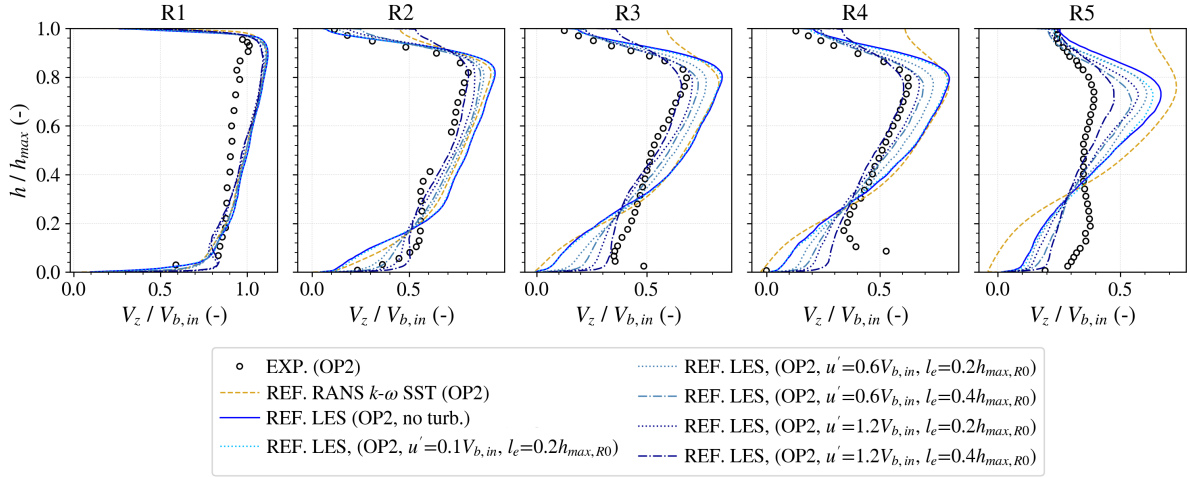 R1 R2 R3 R4 R5
1.0
0.8
0.6
0.4
0.2
0.0
h / h_max (-)
0.0 0.5 1.0 0.0 0.5 0.0 0.5 0.0 0.5 0.0 0.5
V_z / V_b,in (-) V_z / V_b,in (-) V_z / V_b,in (-) V_z / V_b,in (-) V_z / V_b,in (-)
EXP. (OP2)
REF. RANS k-ω SST (OP2)
REF. LES (OP2, no turb.)
REF. LES, (OP2, u'=0.1V_b,in, l_e=0.2h_max,R0)
REF. LES, (OP2, u'=0.6V_b,in, l_e=0.2h_max,R0)
REF. LES, (OP2, u'=0.6V_b,in, l_e=0.4h_max,R0)
REF. LES, (OP2, u'=1.2V_b,in, l_e=0.2h_max,R0)
REF. LES, (OP2, u'=1.2V_b,in, l_e=0.4h_max,R0)